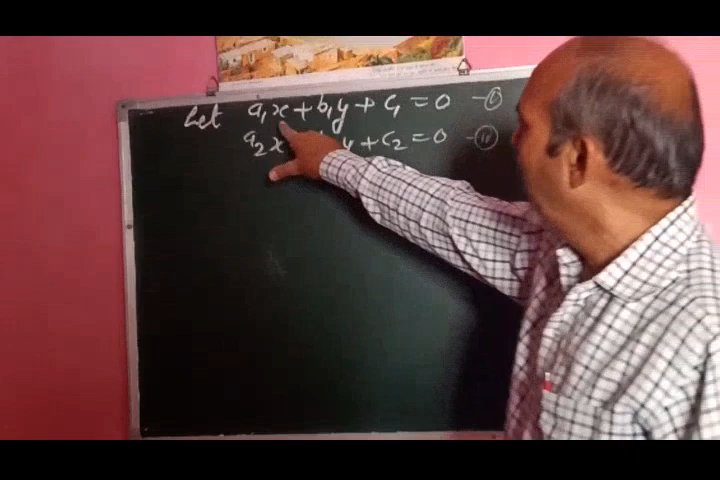 Let a₁x + b₁y + c₁ = 0 — (i)
a₂x y + c₂ = 0 — (ii)